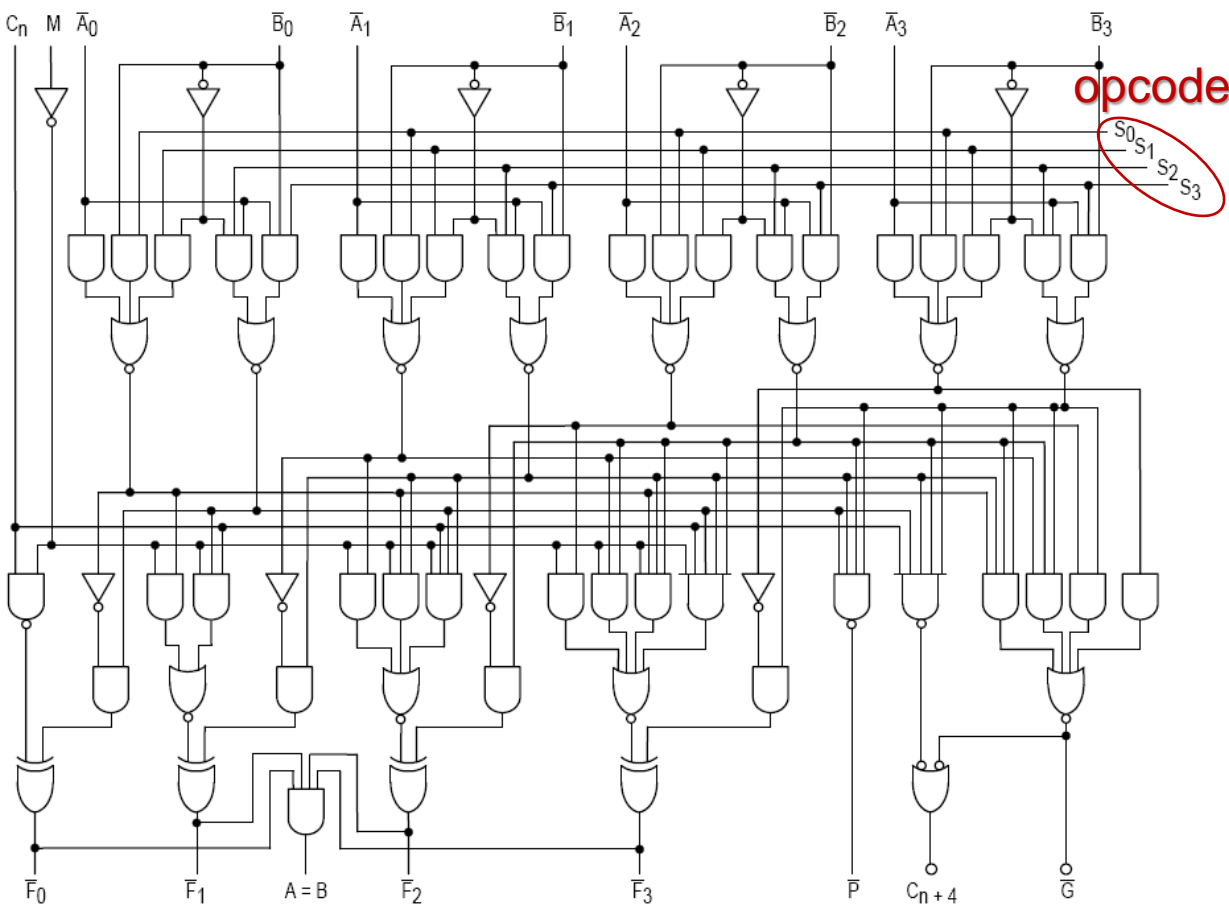 Cₙ M A̅₀ B̅₀ A̅₁ B̅₁ A̅₂ B̅₂ A̅₃ B̅₃
opcode
S₀
S₁
S₂
S₃
F̅₀ F̅₁ A = B F̅₂ F̅₃ P̅ Cₙ₊₄ G̅